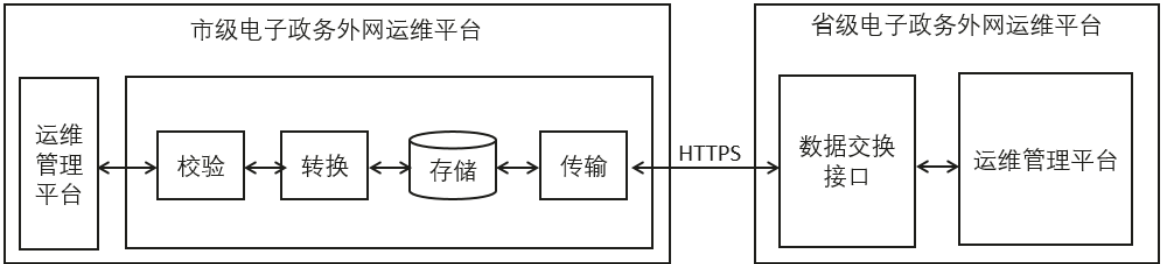 市级电子政务外网运维平台
省级电子政务外网运维平台
运维
管理
平台
校验
转换
存储
传输
HTTPS
数据交换
接口
运维管理平台